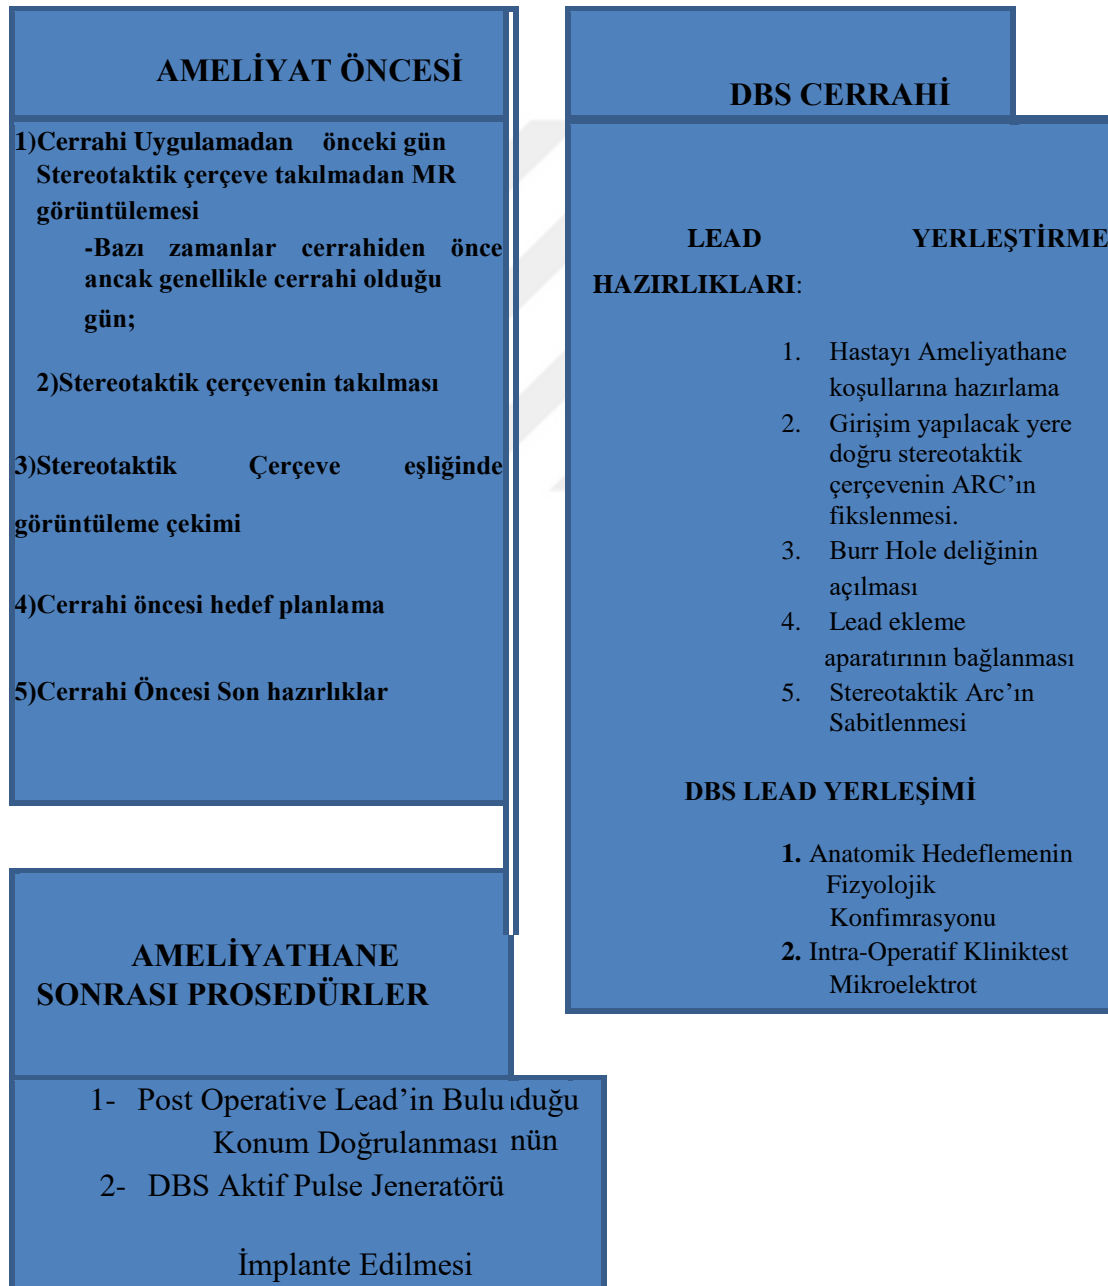 AMELİYAT ÖNCESİ
1)Cerrahi Uygulamadan önceki gün
Stereotaktik çerçeve takılmadan MR
görüntülemesi
-Bazı zamanlar cerrahiden önce
ancak genellikle cerrahi olduğu
gün;
2)Stereotaktik çerçevenin takılması
3)Stereotaktik Çerçeve eşliğinde
görüntüleme çekimi
4)Cerrahi öncesi hedef planlama
5)Cerrahi Öncesi Son hazırlıklar
DBS CERRAHİ
LEAD YERLEŞTİRME
HAZIRLIKLARI:
1. Hastayı Ameliyathane
koşullarına hazırlama
2. Girişim yapılacak yere
doğru stereotaktik
çerçevenin ARC’ın
fikslenmesi.
3. Burr Hole deliğinin
açılması
4. Lead ekleme
aparatırının bağlanması
5. Stereotaktik Arc’ın
Sabitlenmesi
DBS LEAD YERLEŞİMİ
1. Anatomik Hedeflemenin
Fizyolojik
Konfimrasyonu
2. Intra-Operatif Kliniktest
Mikroelektrot
AMELİYATHANE
SONRASI PROSEDÜRLER
1- Post Operative Lead’in Bulunduğu
Konum Doğrulanması
2- DBS Aktif Pulse Jeneratörünün
İmplante Edilmesi